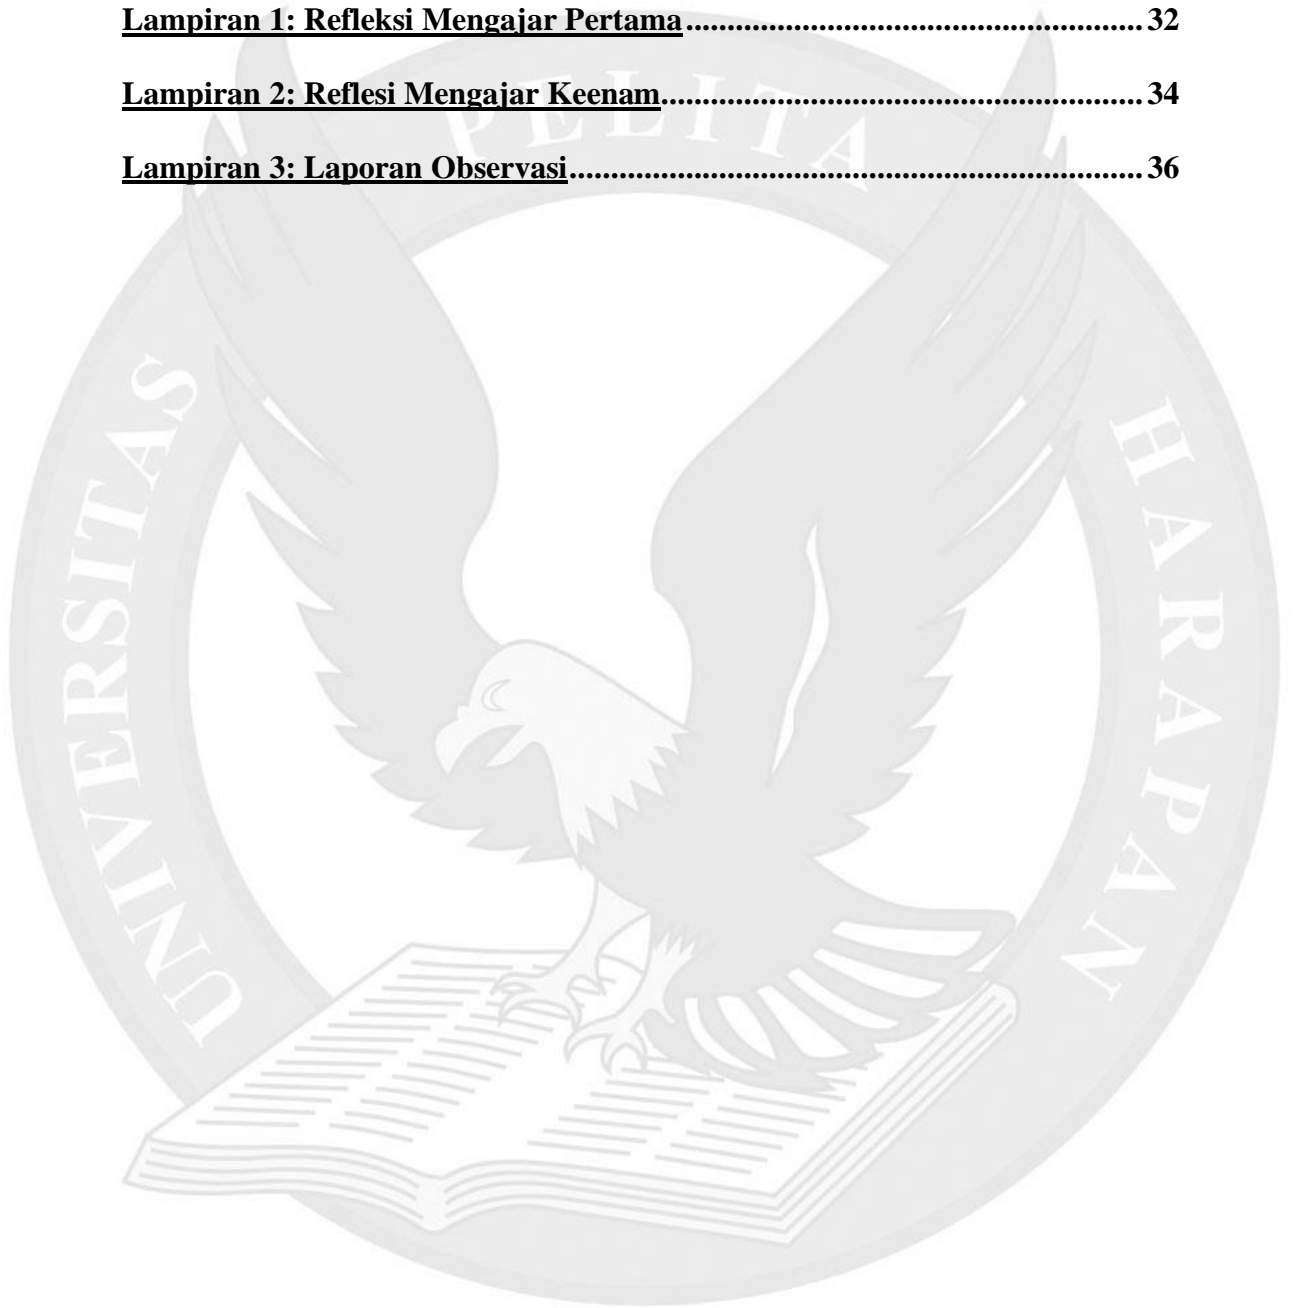 Lampiran 1: Refleksi Mengajar Pertama........................................................ 32
Lampiran 2: Reflesi Mengajar Keenam........................................................... 34
Lampiran 3: Laporan Observasi...................................................................... 36
UNIVERSITAS PELITA HARAPAN